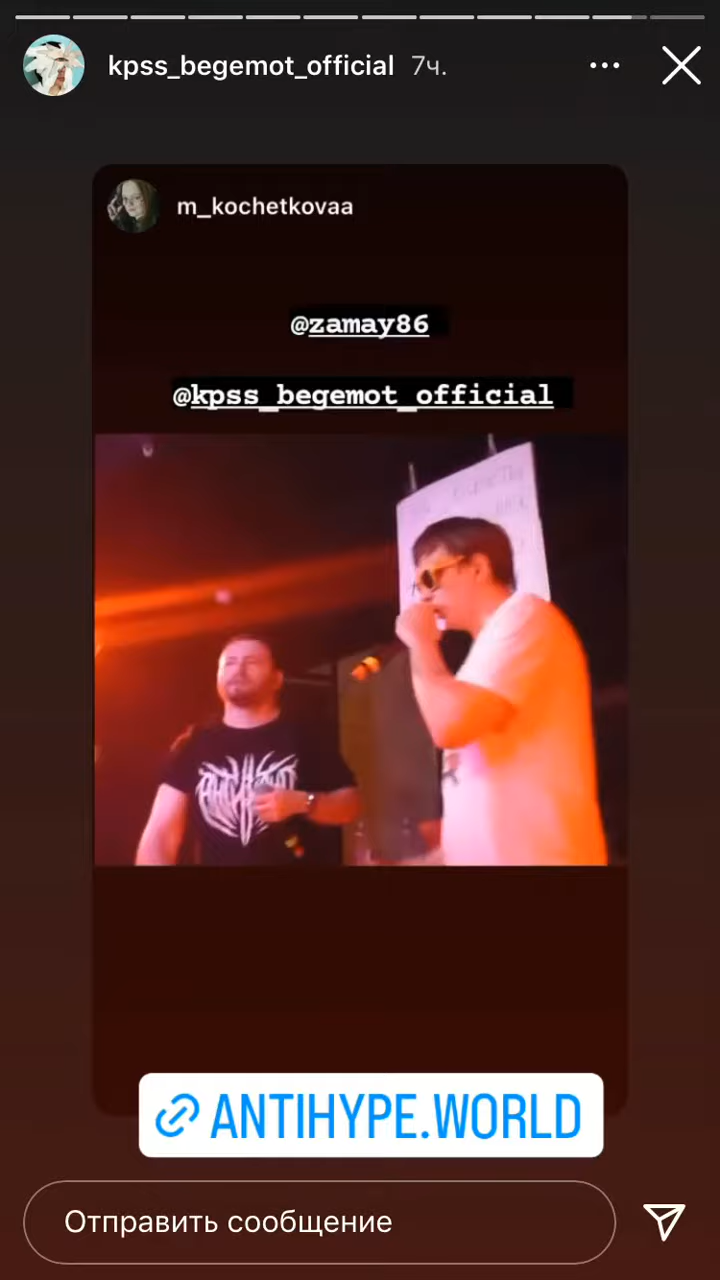 kpss_begemot_official 7ч.
m_kochetkovaa
@zamay86
@kpss_begemot_official
ANTIHYPE.WORLD
Отправить сообщение